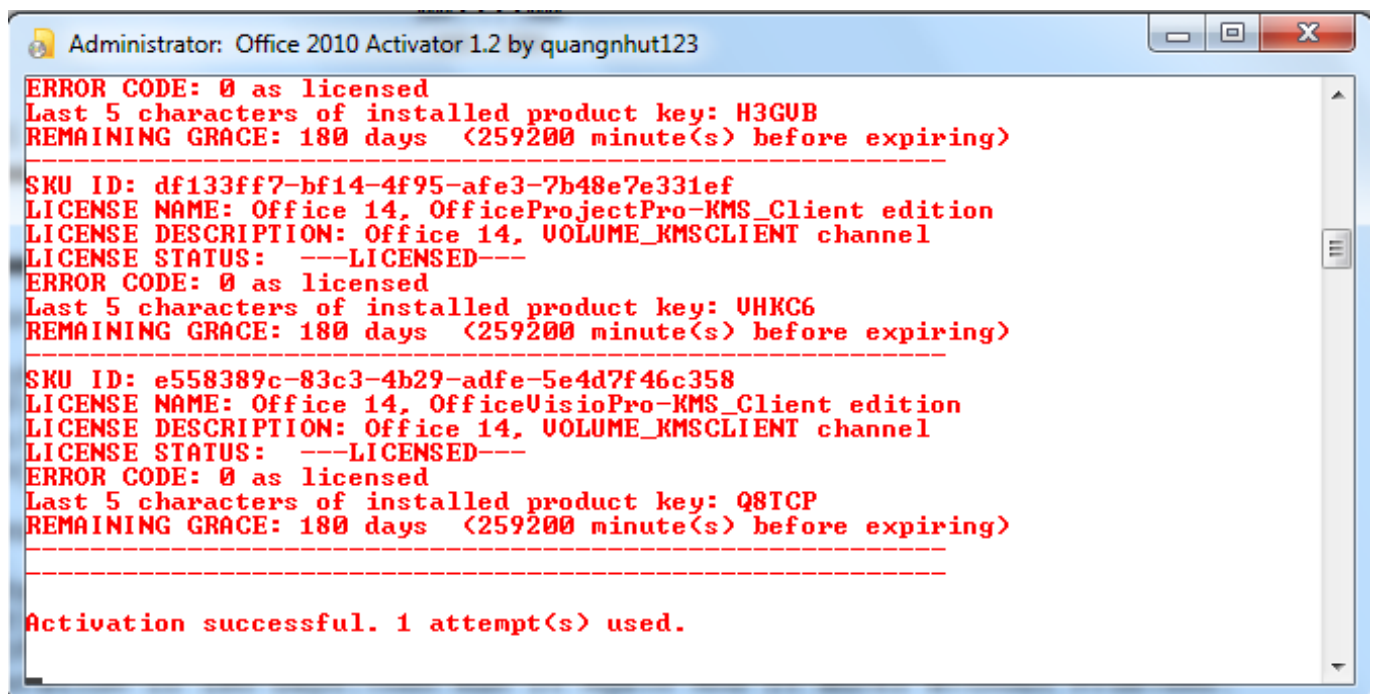 Administrator: Office 2010 Activator 1.2 by quangnhut123
ERROR CODE: 0 as licensed
Last 5 characters of installed product key: H3GVB
REMAINING GRACE: 180 days (259200 minute(s) before expiring)
---------------------------------------------------------
SKU ID: df133ff7-bf14-4f95-afe3-7b48e7e331ef
LICENSE NAME: Office 14, OfficeProjectPro-KMS_Client edition
LICENSE DESCRIPTION: Office 14, VOLUME_KMSCLIENT channel
LICENSE STATUS: ---LICENSED---
ERROR CODE: 0 as licensed
Last 5 characters of installed product key: VHKC6
REMAINING GRACE: 180 days (259200 minute(s) before expiring)
---------------------------------------------------------
SKU ID: e558389c-83c3-4b29-adfe-5e4d7f46c358
LICENSE NAME: Office 14, OfficeVisioPro-KMS_Client edition
LICENSE DESCRIPTION: Office 14, VOLUME_KMSCLIENT channel
LICENSE STATUS: ---LICENSED---
ERROR CODE: 0 as licensed
Last 5 characters of installed product key: Q8TCP
REMAINING GRACE: 180 days (259200 minute(s) before expiring)
---------------------------------------------------------
---------------------------------------------------------
Activation successful. 1 attempt(s) used.